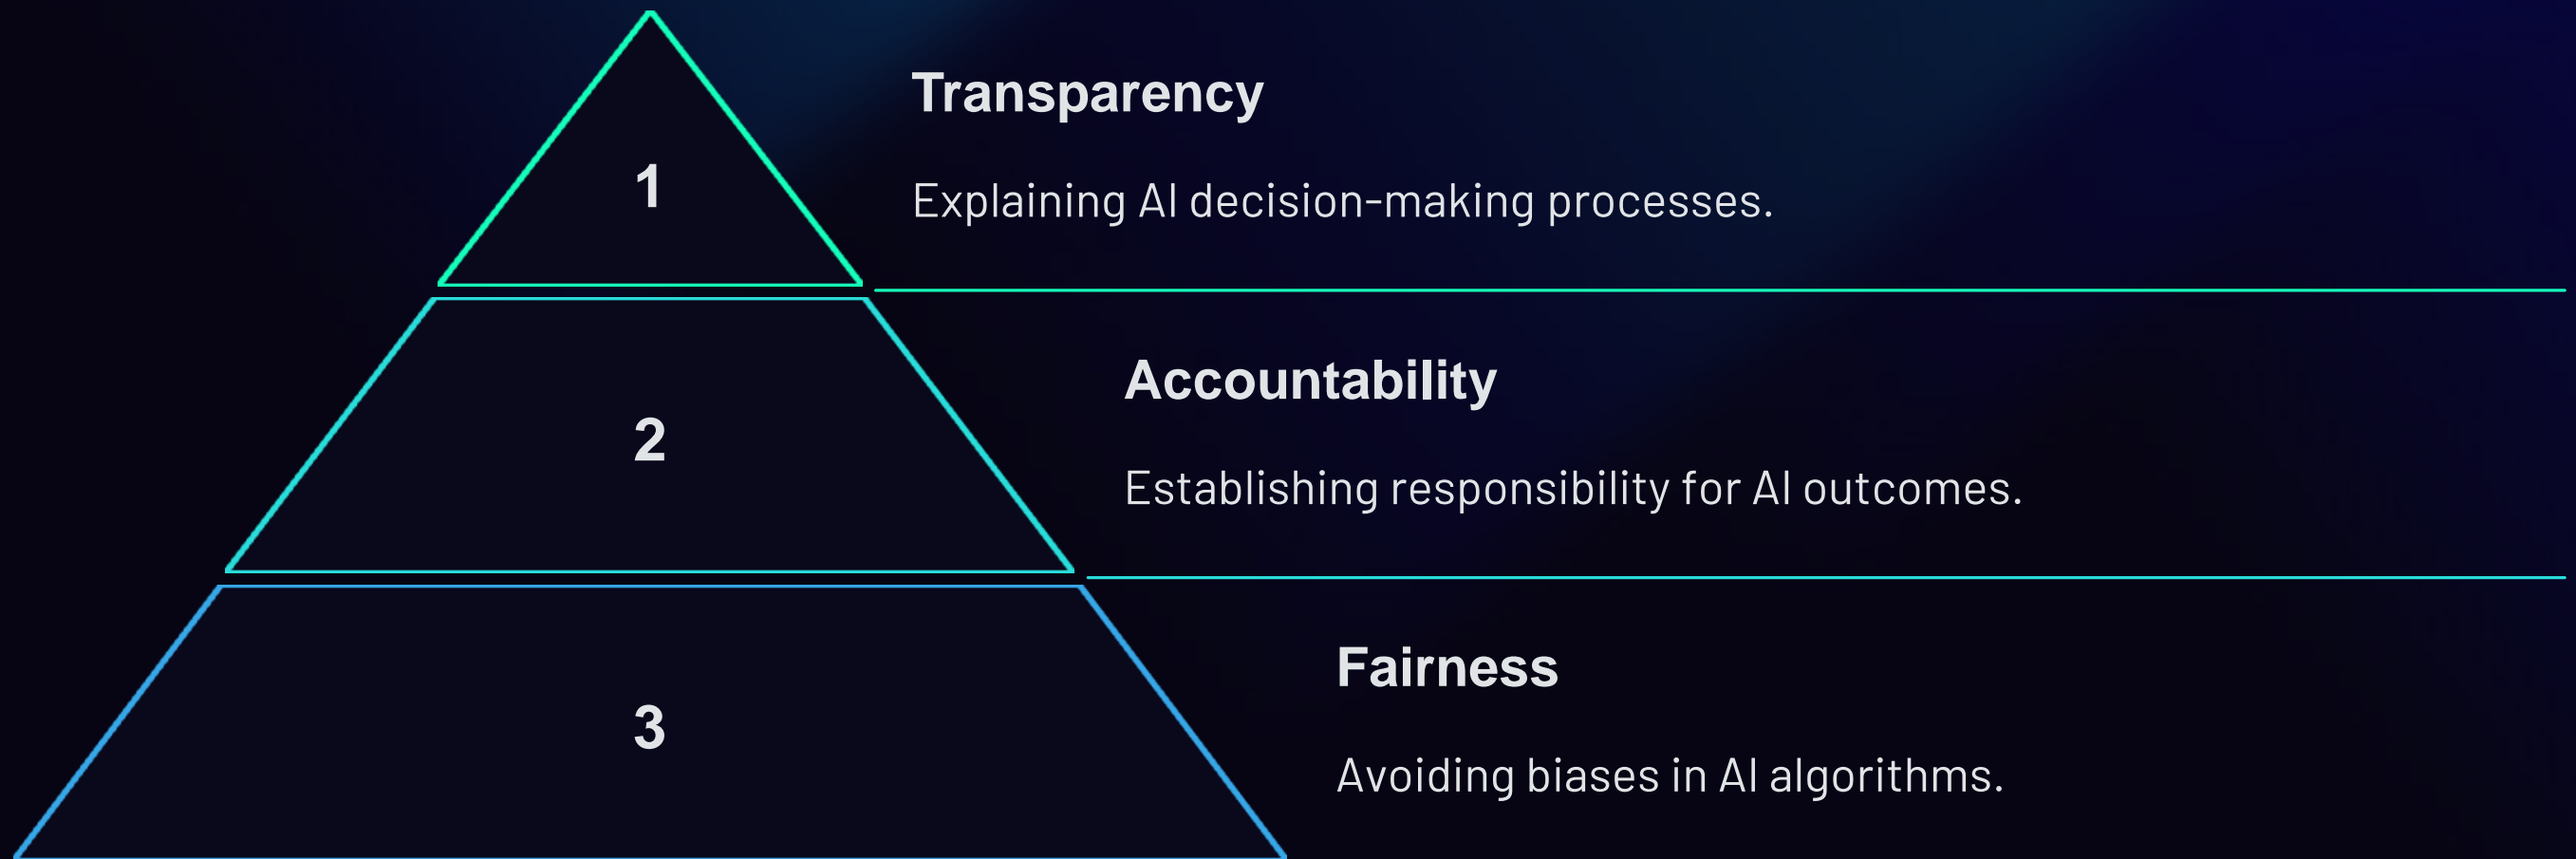 1
Transparency
Explaining AI decision-making processes.
2
Accountability
Establishing responsibility for AI outcomes.
3
Fairness
Avoiding biases in AI algorithms.